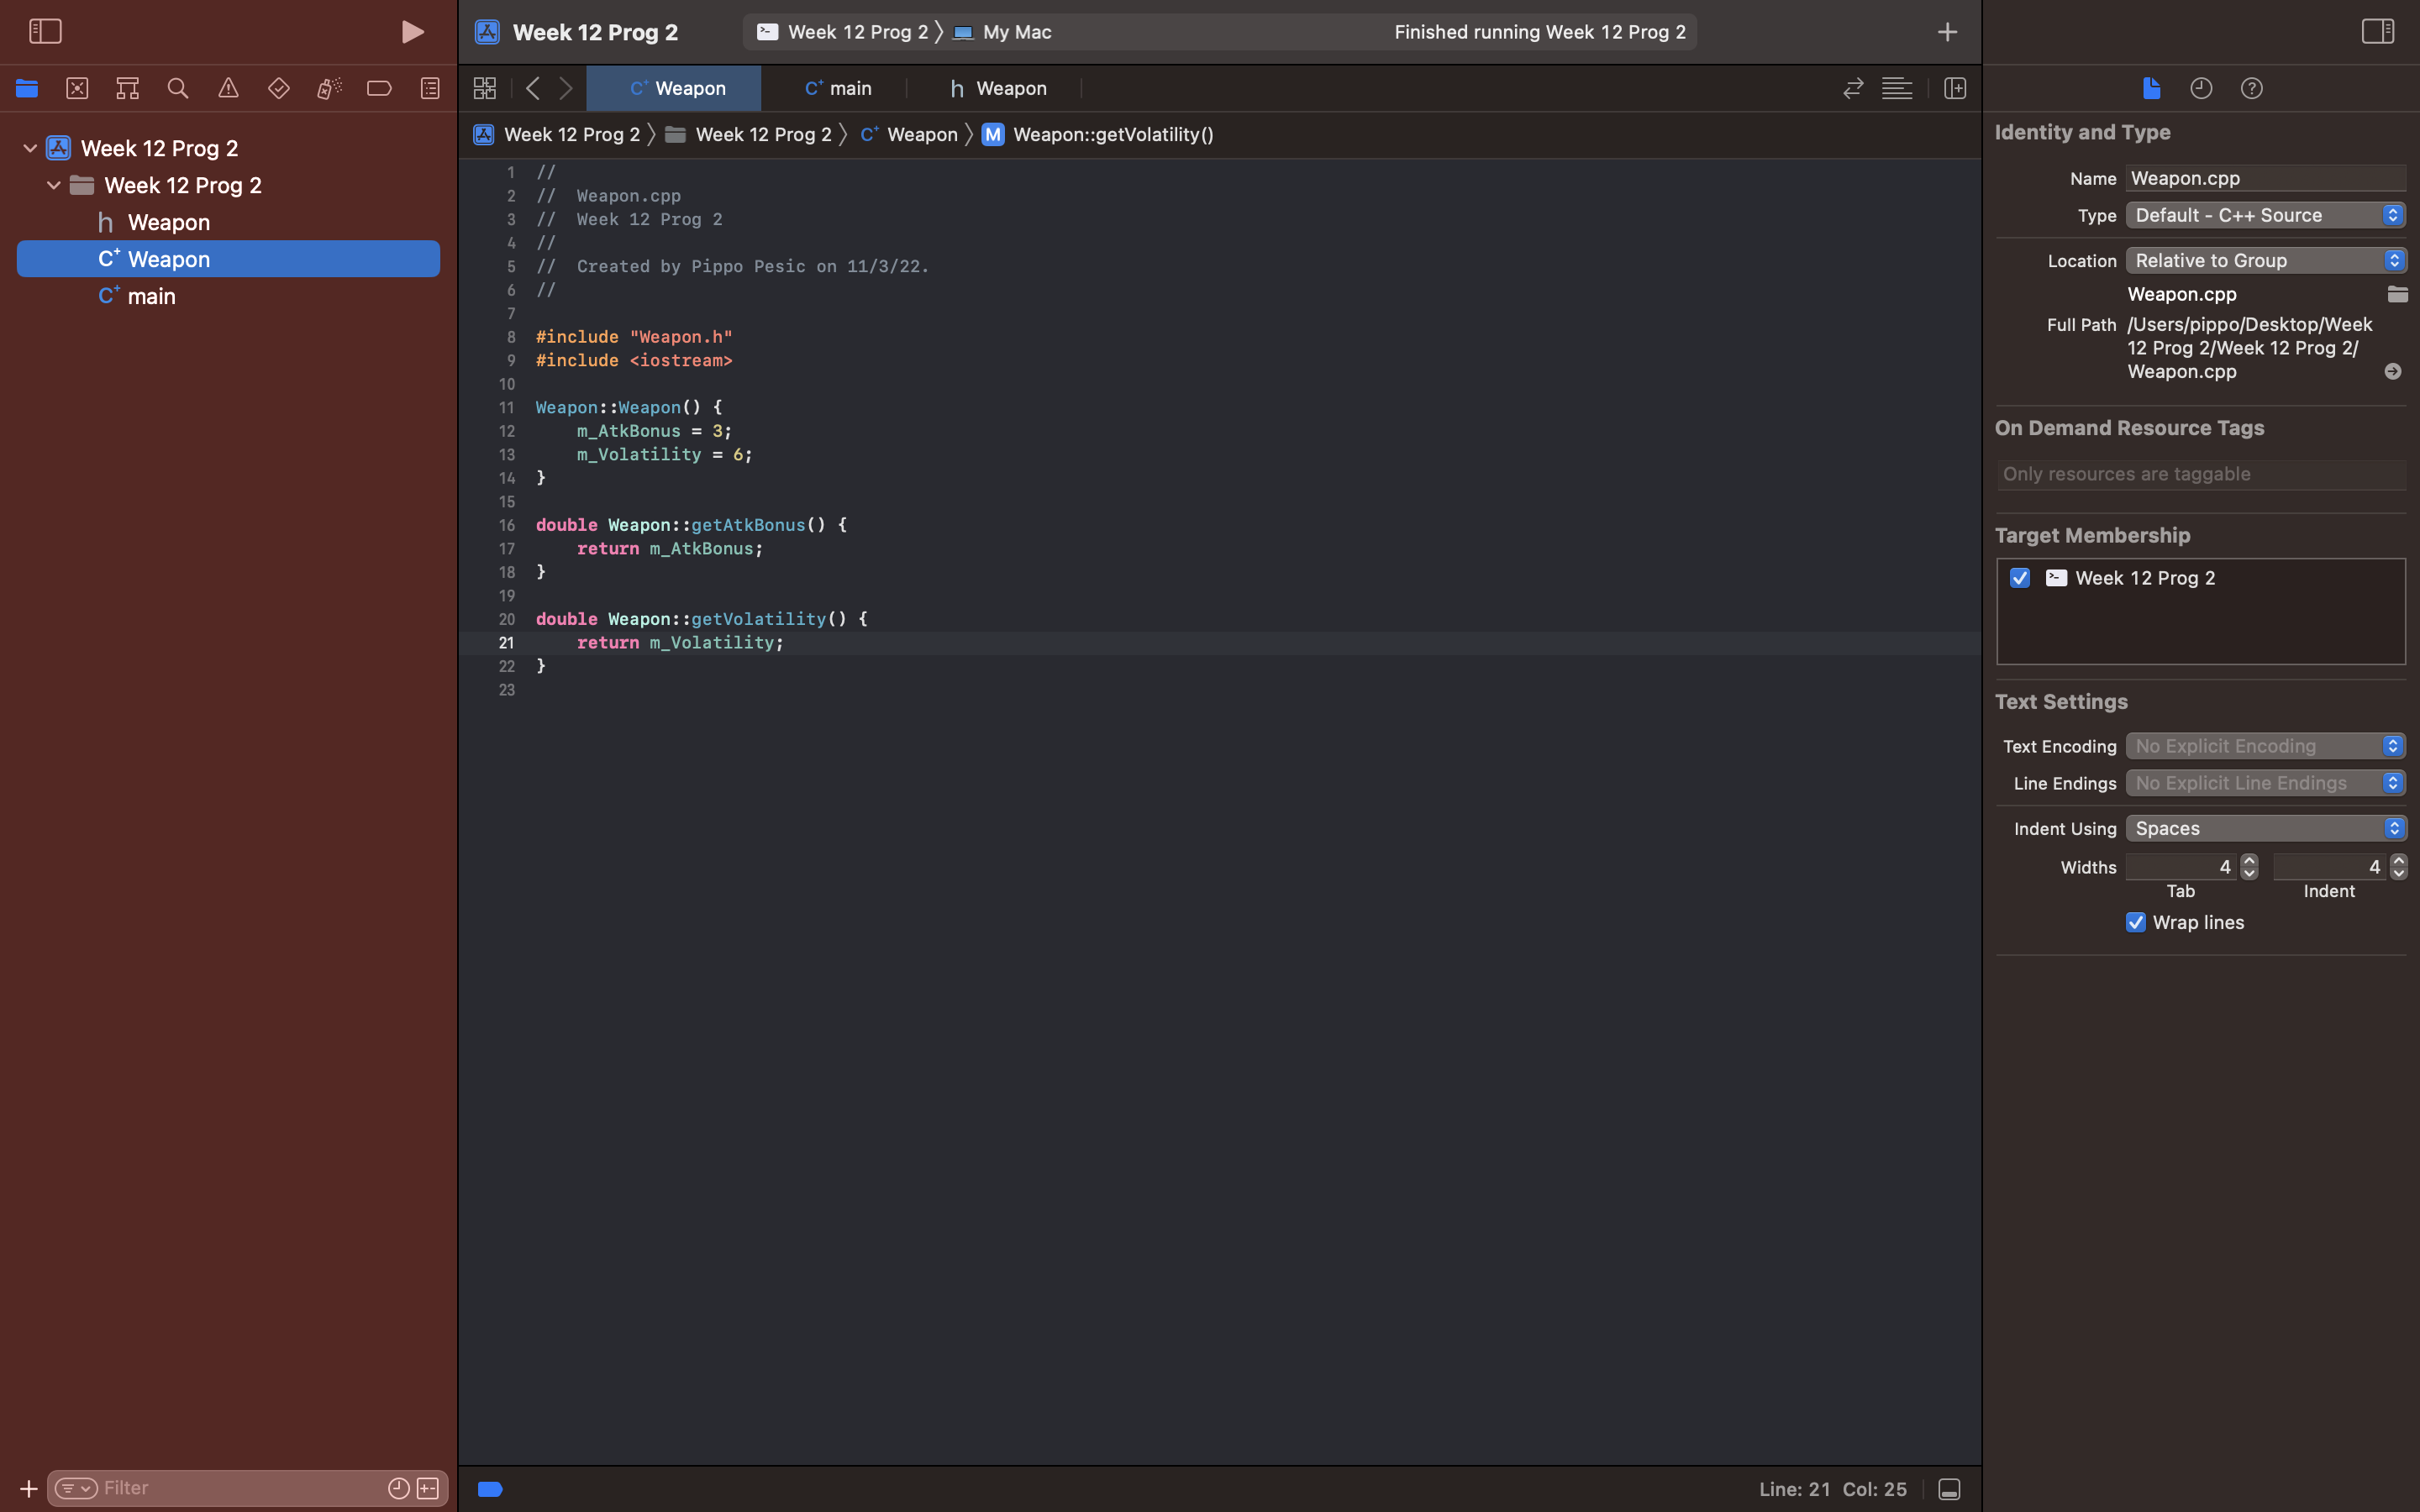 Week 12 Prog 2
Week 12 Prog 2
h Weapon
C+ Weapon
C+ main
Filter
Week 12 Prog 2
Week 12 Prog 2 〉 My Mac
Finished running Week 12 Prog 2
C+ Weapon
C+ main
h Weapon
Week 12 Prog 2 〉 Week 12 Prog 2 〉 C+ Weapon 〉 M Weapon::getVolatility()
1 //
2 //  Weapon.cpp
3 //  Week 12 Prog 2
4 //
5 //  Created by Pippo Pesic on 11/3/22.
6 //
7
8 #include "Weapon.h"
9 #include <iostream>
10
11 Weapon::Weapon() {
12     m_AtkBonus = 3;
13     m_Volatility = 6;
14 }
15
16 double Weapon::getAtkBonus() {
17     return m_AtkBonus;
18 }
19
20 double Weapon::getVolatility() {
21     return m_Volatility;
22 }
23
Line: 21 Col: 25
Identity and Type
Name Weapon.cpp
Type Default - C++ Source
Location Relative to Group
Weapon.cpp
Full Path /Users/pippo/Desktop/Week
12 Prog 2/Week 12 Prog 2/
Weapon.cpp
On Demand Resource Tags
Only resources are taggable
Target Membership
Week 12 Prog 2
Text Settings
Text Encoding No Explicit Encoding
Line Endings No Explicit Line Endings
Indent Using Spaces
Widths 4 4
Tab Indent
Wrap lines